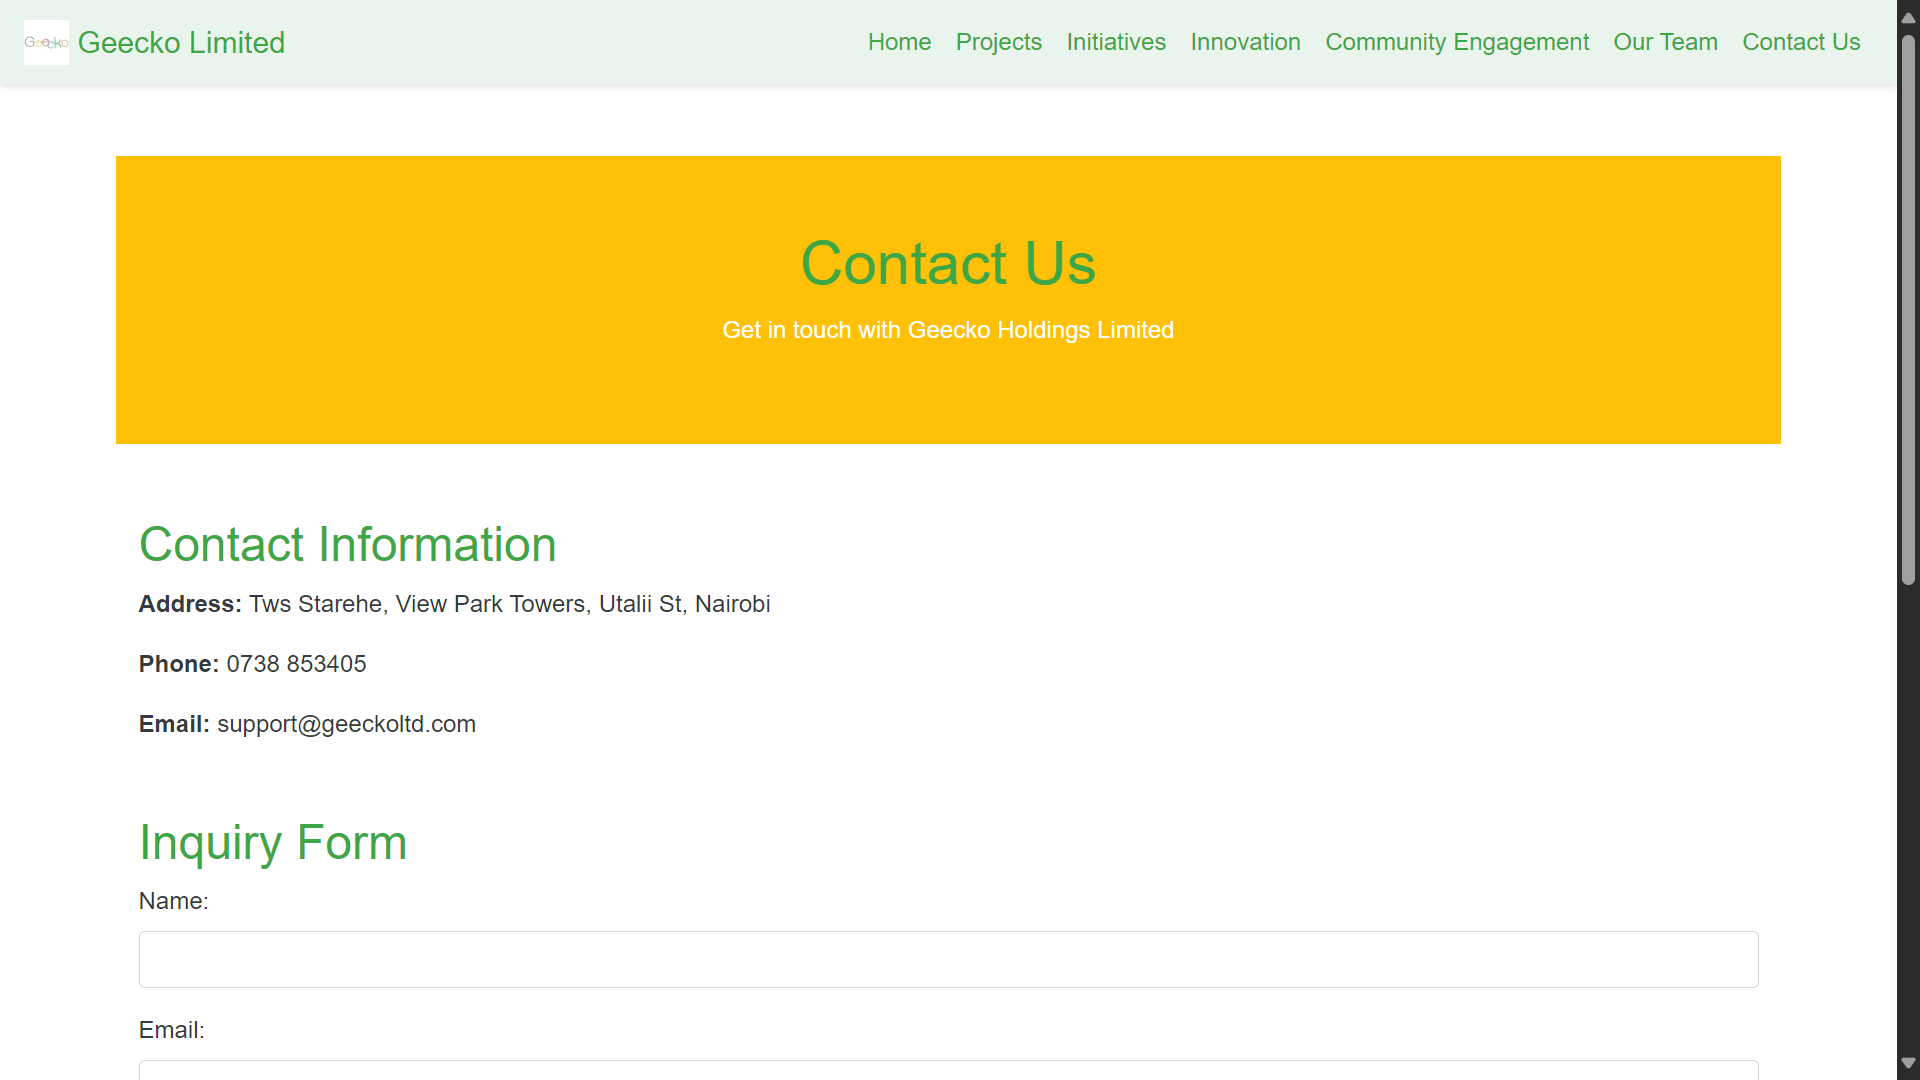 Geecko
Geecko Limited
Home
Projects
Initiatives
Innovation
Community Engagement
Our Team
Contact Us
Contact Us
Get in touch with Geecko Holdings Limited
Contact Information
Address: Tws Starehe, View Park Towers, Utalii St, Nairobi
Phone: 0738 853405
Email: support@geeckoltd.com
Inquiry Form
Name:
Email: